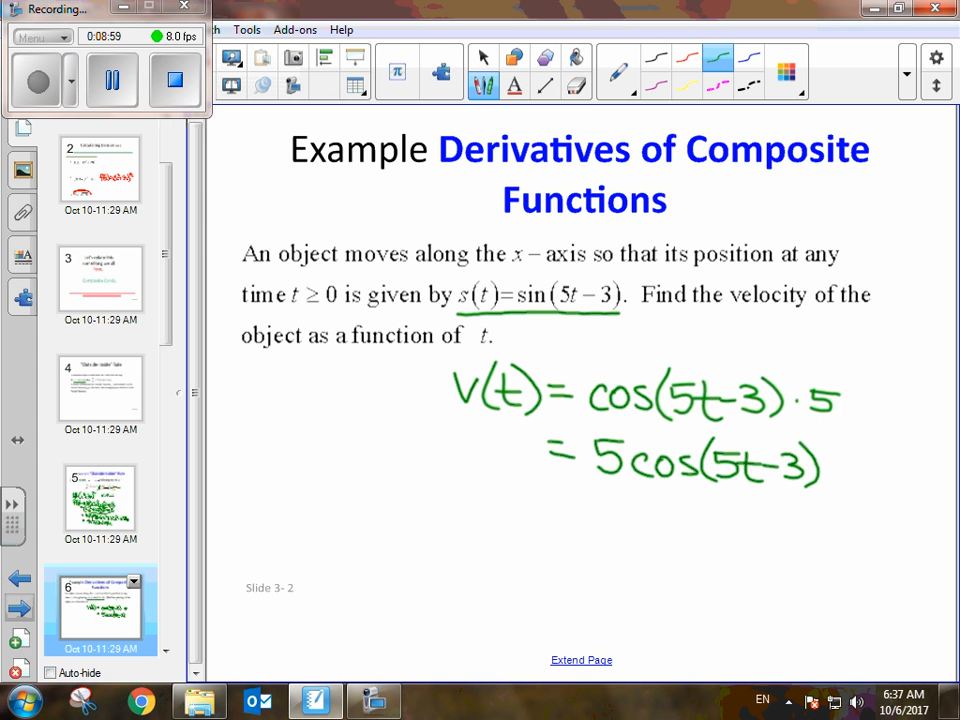 Recording...
Menu
0:08:59
8.0 fps
Tools Add-ons Help
2
Oct 10-11:29 AM
3
Oct 10-11:29 AM
4
Oct 10-11:29 AM
5
Oct 10-11:29 AM
6
Oct 10-11:29 AM
Auto-hide
Example Derivatives of Composite
Functions
An object moves along the x – axis so that its position at any
time t ≥ 0 is given by s(t)=sin(5t−3). Find the velocity of the
object as a function of t.
v(t) = cos(5t-3) · 5
= 5cos(5t-3)
Slide 3- 2
Extend Page
EN
6:37 AM
10/6/2017